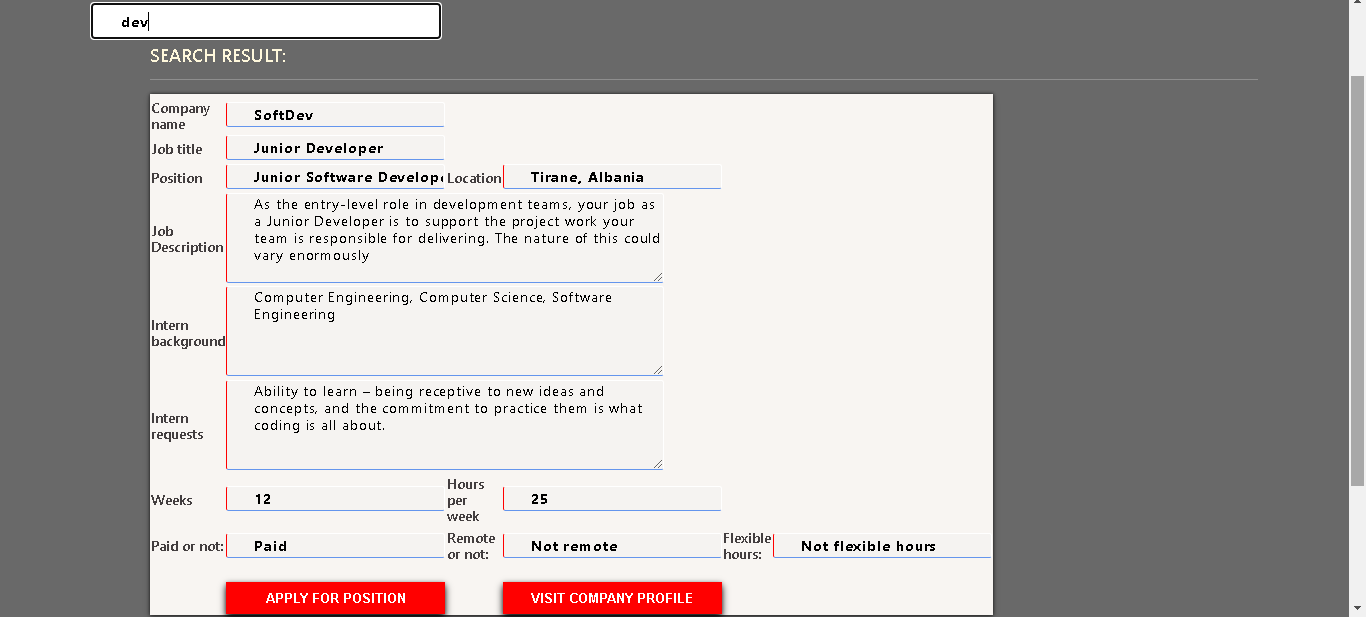 dev
SEARCH RESULT:
Company name
SoftDev
Job title
Junior Developer
Position
Junior Software Develope
Location
Tirane, Albania
Job Description
As the entry-level role in development teams, your job as
a Junior Developer is to support the project work your
team is responsible for delivering. The nature of this could
vary enormously
Intern background
Computer Engineering, Computer Science, Software
Engineering
Intern requests
Ability to learn – being receptive to new ideas and
concepts, and the commitment to practice them is what
coding is all about.
Weeks
12
Hours per week
25
Paid or not:
Paid
Remote or not:
Not remote
Flexible hours:
Not flexible hours
APPLY FOR POSITION
VISIT COMPANY PROFILE